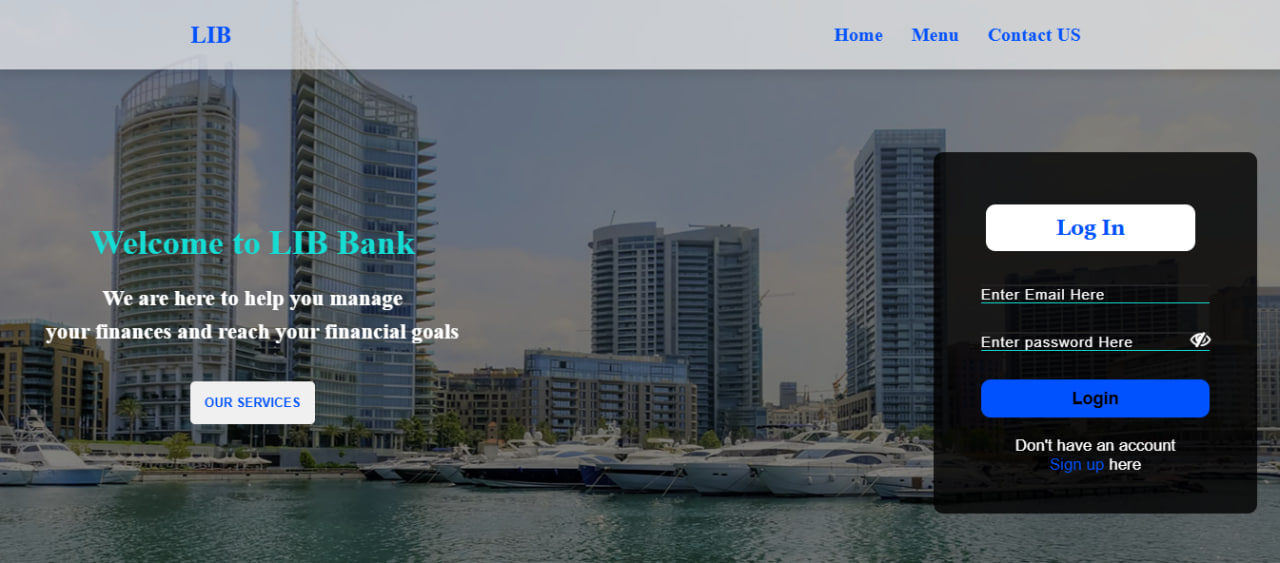 LIB
Home
Menu
Contact US
Welcome to LIB Bank
We are here to help you manage
your finances and reach your financial goals
OUR SERVICES
Log In
Enter Email Here
Enter password Here
Login
Don't have an account
Sign up here